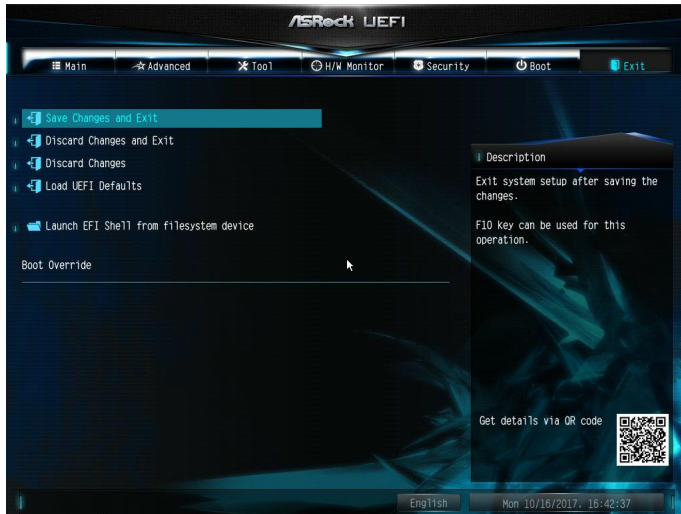 ASRock UEFI
Main Advanced Tool H/W Monitor Security Boot Exit
Save Changes and Exit
Discard Changes and Exit
Discard Changes
Load UEFI Defaults
Launch EFI Shell from filesystem device
Boot Override
Description
Exit system setup after saving the
changes.
F10 key can be used for this
operation.
Get details via QR code
English
Mon 10/16/2017. 16:42:37